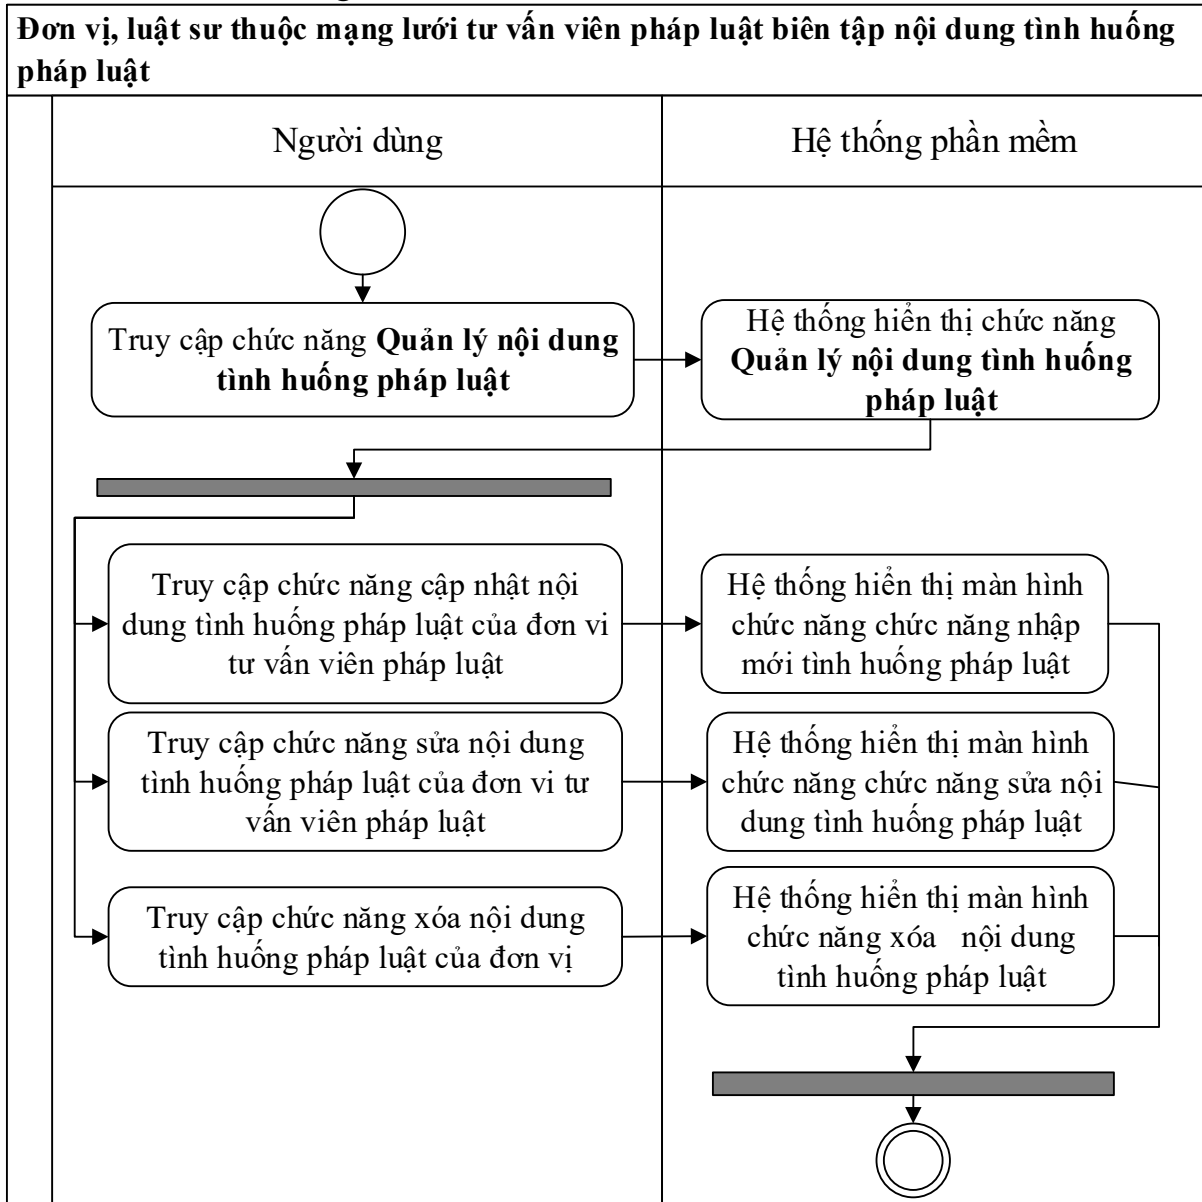 Đơn vị, luật sư thuộc mạng lưới tư vấn viên pháp luật biên tập nội dung tình huống
pháp luật
Người dùng
Hệ thống phần mềm
Truy cập chức năng Quản lý nội dung
tình huống pháp luật
Hệ thống hiển thị chức năng
Quản lý nội dung tình huống
pháp luật
Truy cập chức năng cập nhật nội
dung tình huống pháp luật của đơn vi
tư vấn viên pháp luật
Hệ thống hiển thị màn hình
chức năng chức năng nhập
mới tình huống pháp luật
Truy cập chức năng sửa nội dung
tình huống pháp luật của đơn vi tư
vấn viên pháp luật
Hệ thống hiển thị màn hình
chức năng chức năng sửa nội
dung tình huống pháp luật
Truy cập chức năng xóa nội dung
tình huống pháp luật của đơn vị
Hệ thống hiển thị màn hình
chức năng xóa nội dung
tình huống pháp luật